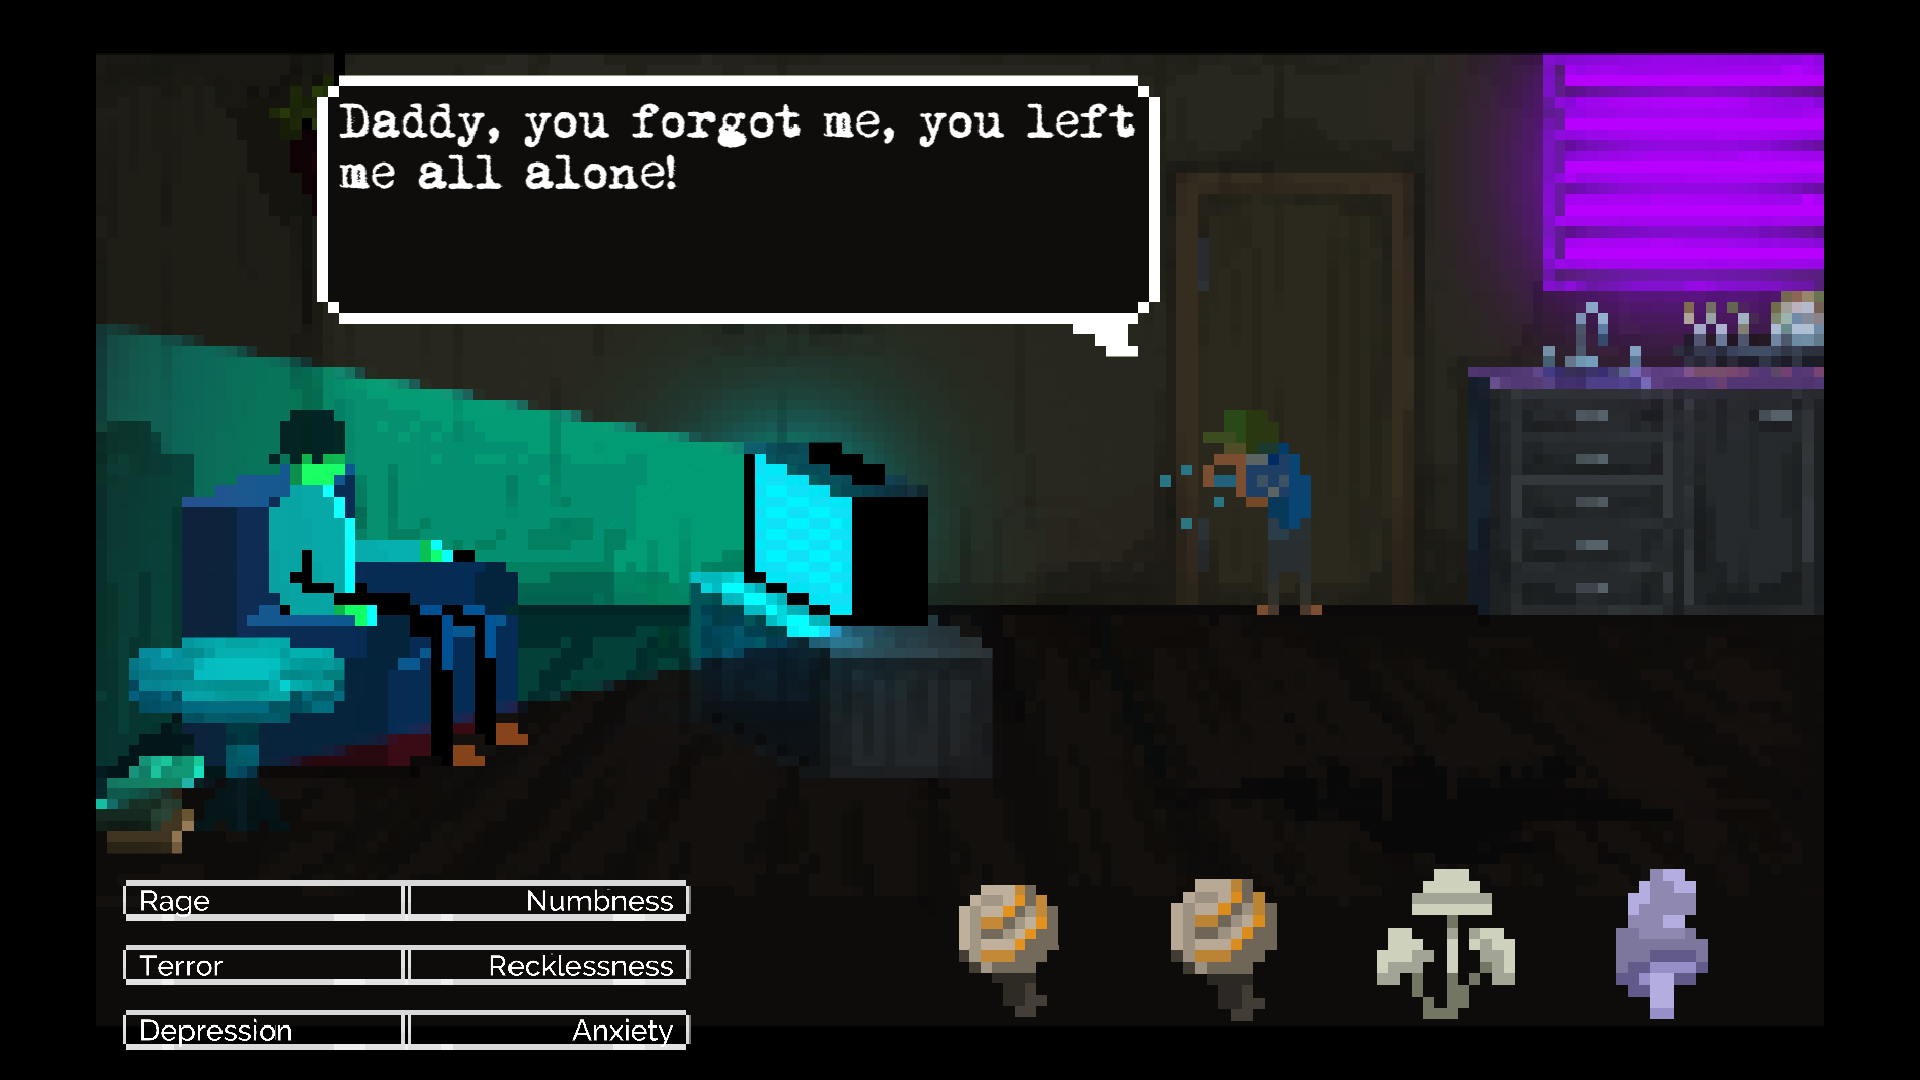 Daddy, you forgot me, you left
me all alone!
Rage Numbness
Terror Recklessness
Depression Anxiety